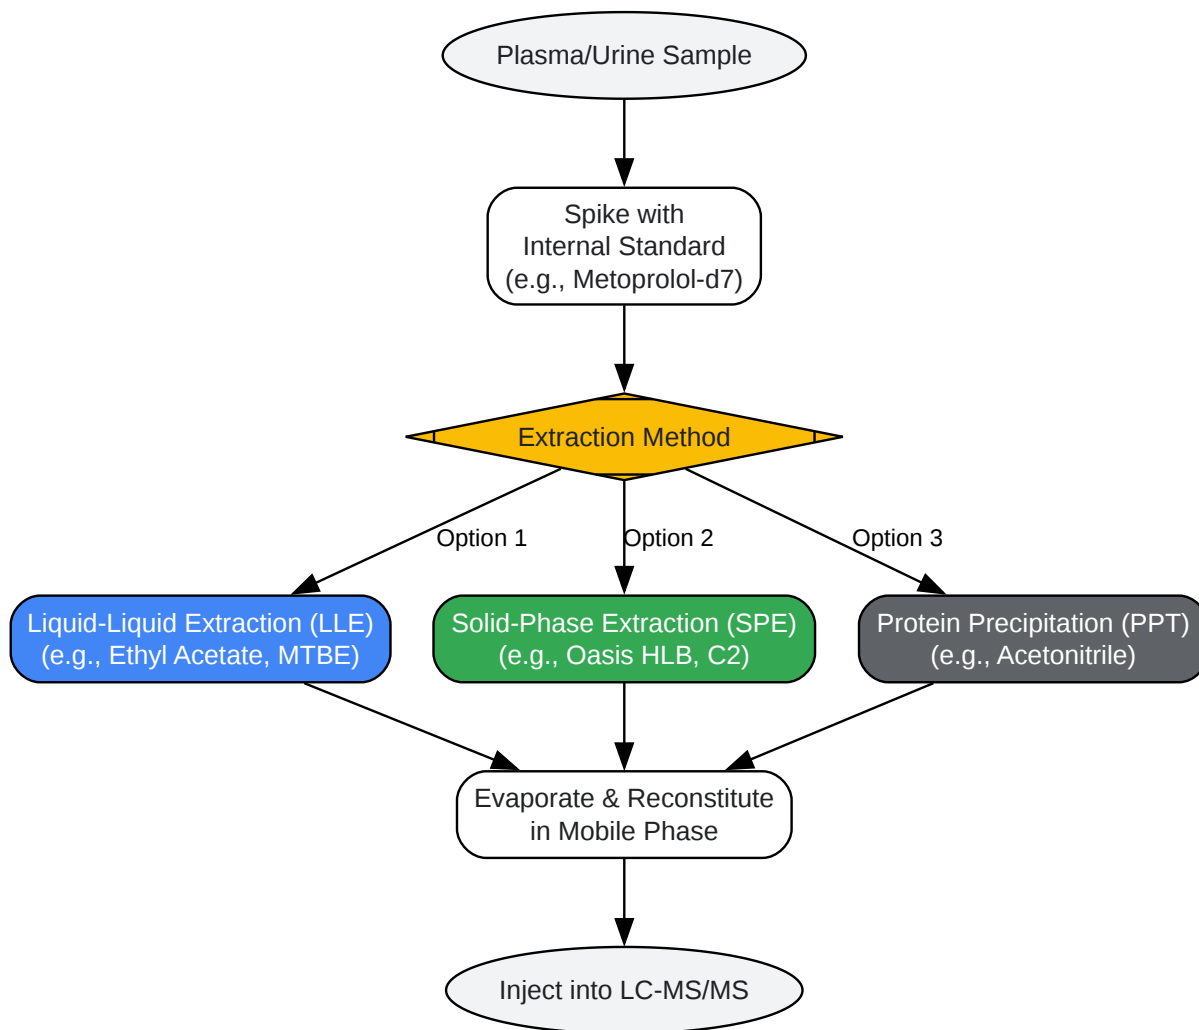 Plasma/Urine Sample
Spike with
Internal Standard
(e.g., Metoprolol-d7)
Extraction Method
Option 1
Option 2
Option 3
Liquid-Liquid Extraction (LLE)
(e.g., Ethyl Acetate, MTBE)
Solid-Phase Extraction (SPE)
(e.g., Oasis HLB, C2)
Protein Precipitation (PPT)
(e.g., Acetonitrile)
Evaporate & Reconstitute
in Mobile Phase
Inject into LC-MS/MS